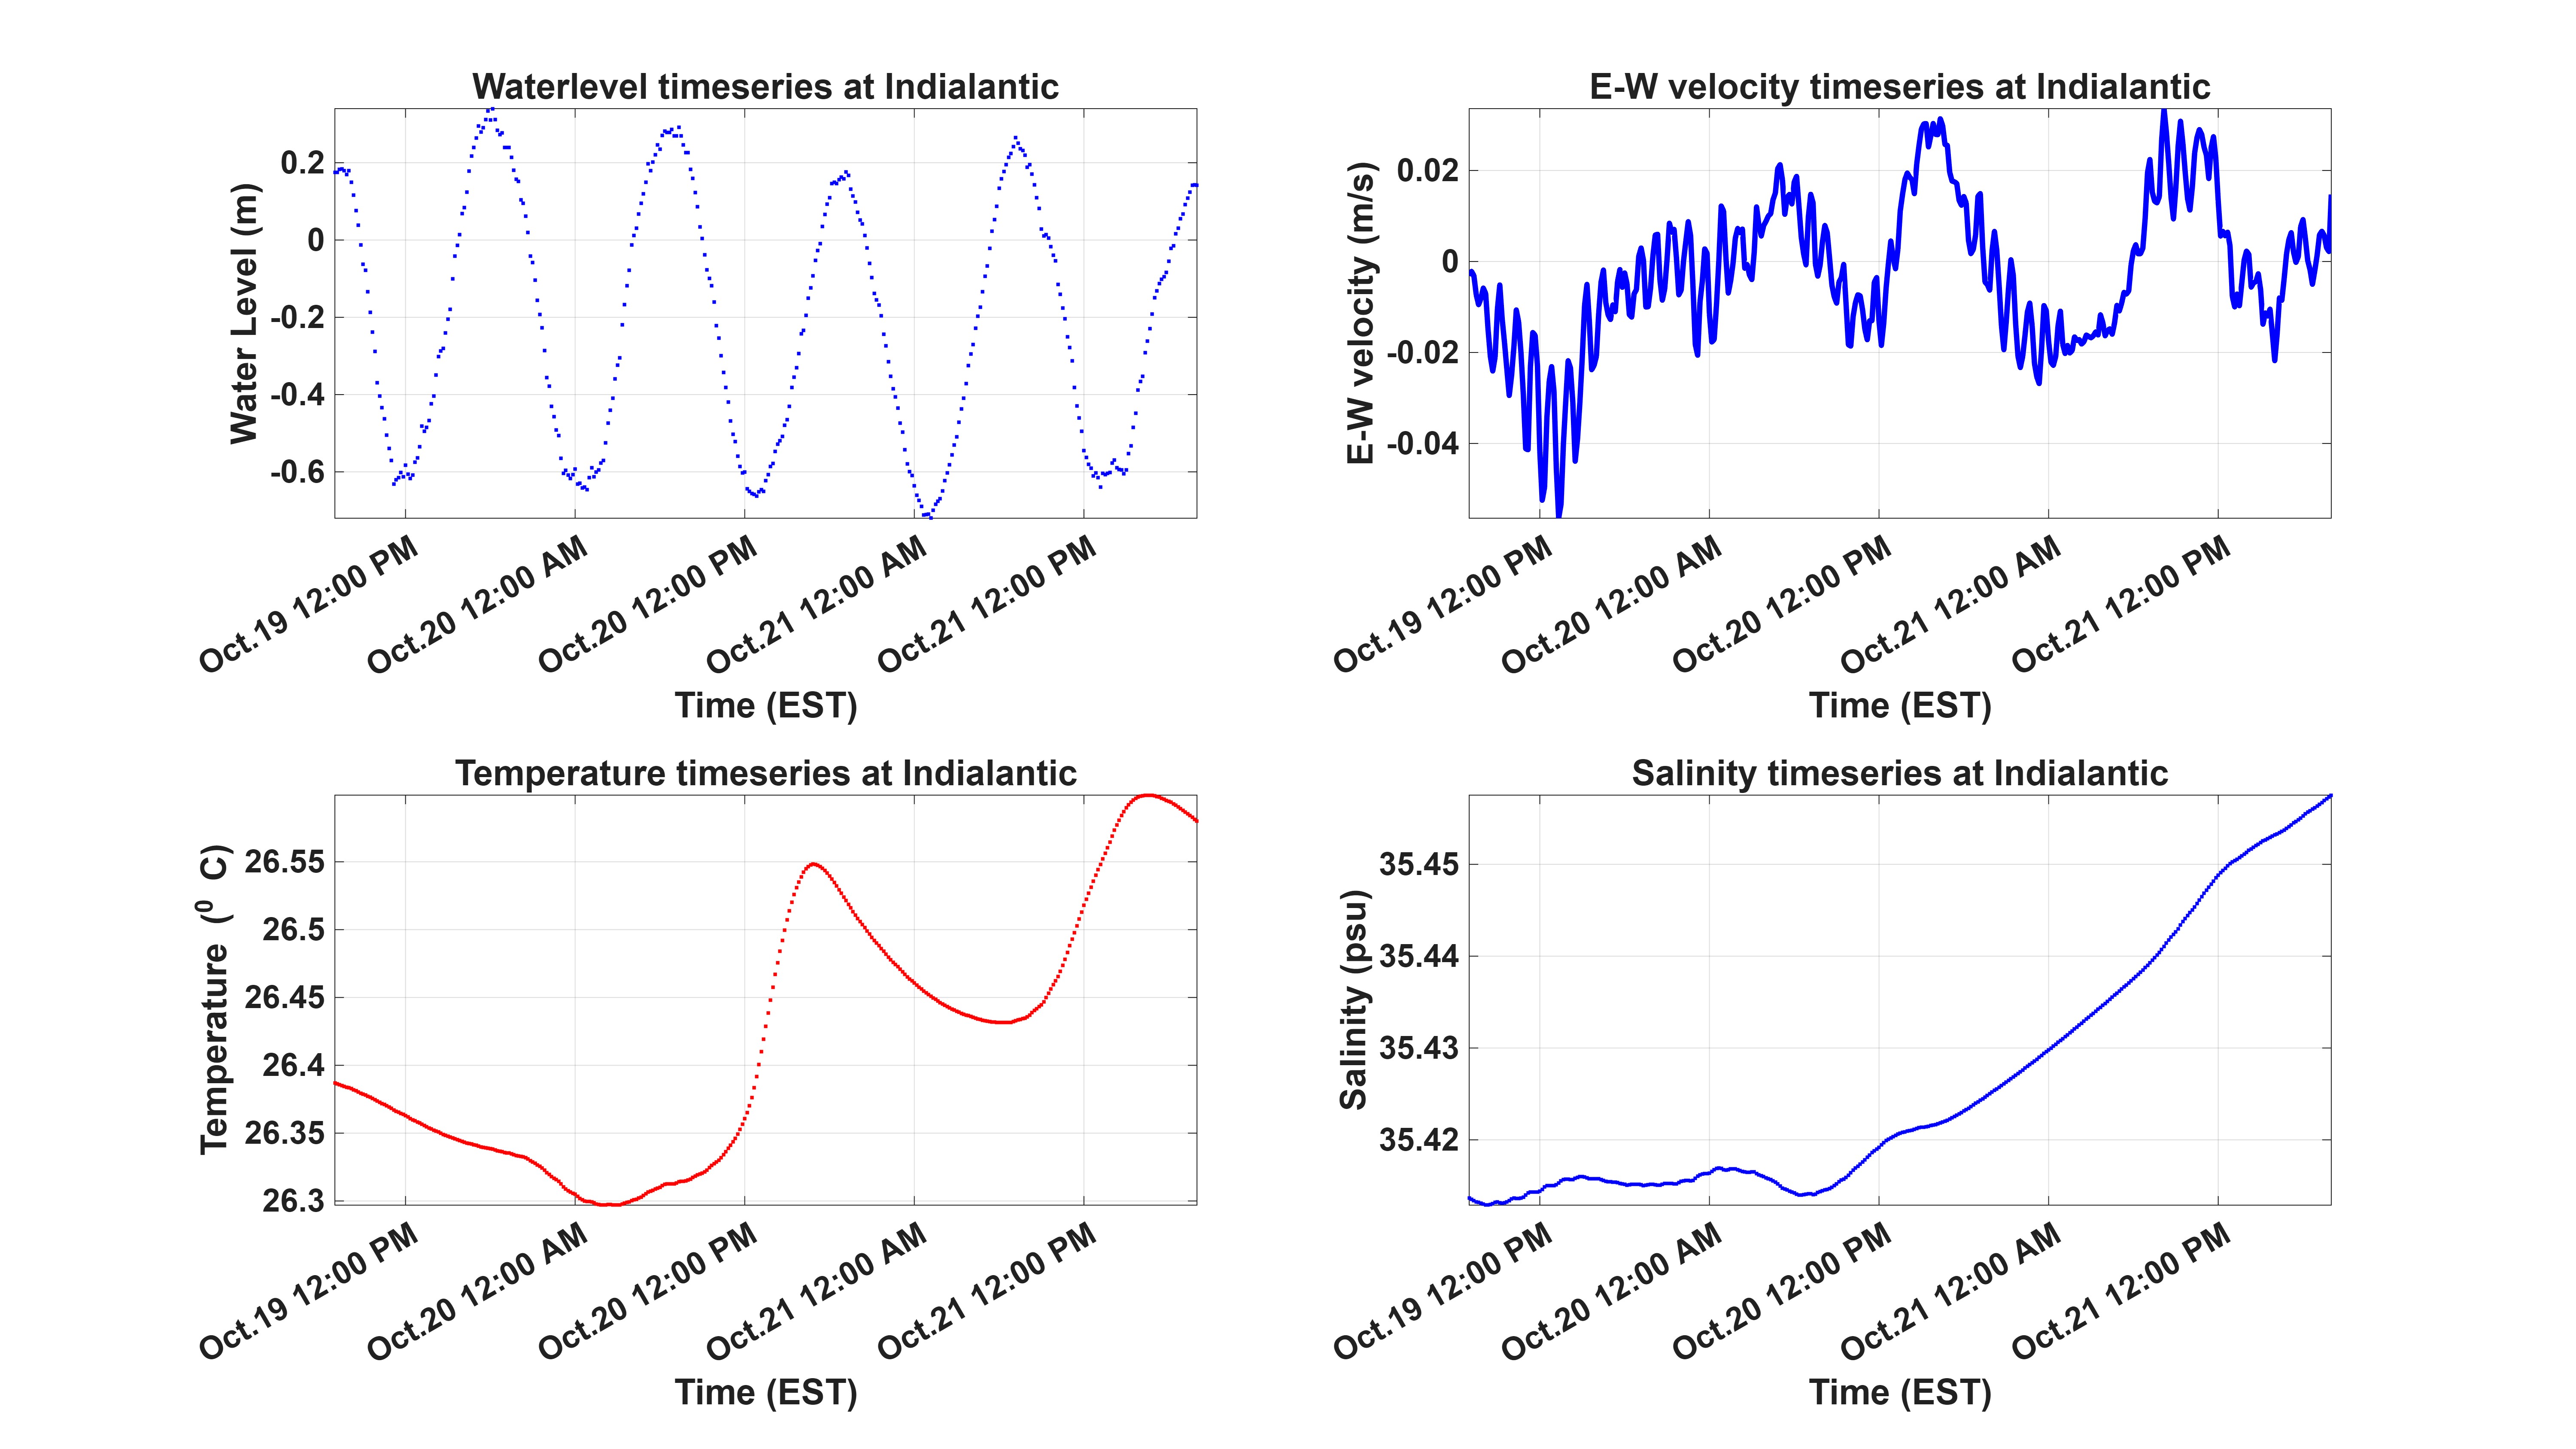 Waterlevel timeseries at Indialantic
Water Level (m)
0.2
0
-0.2
-0.4
-0.6
Oct.19 12:00 PM
Oct.20 12:00 AM
Oct.20 12:00 PM
Oct.21 12:00 AM
Oct.21 12:00 PM
Time (EST)
E-W velocity timeseries at Indialantic
E-W velocity (m/s)
0.02
0
-0.02
-0.04
Oct.19 12:00 PM
Oct.20 12:00 AM
Oct.20 12:00 PM
Oct.21 12:00 AM
Oct.21 12:00 PM
Time (EST)
Temperature timeseries at Indialantic
Temperature (⁰ C)
26.55
26.5
26.45
26.4
26.35
26.3
Oct.19 12:00 PM
Oct.20 12:00 AM
Oct.20 12:00 PM
Oct.21 12:00 AM
Oct.21 12:00 PM
Time (EST)
Salinity timeseries at Indialantic
Salinity (psu)
35.45
35.44
35.43
35.42
Oct.19 12:00 PM
Oct.20 12:00 AM
Oct.20 12:00 PM
Oct.21 12:00 AM
Oct.21 12:00 PM
Time (EST)